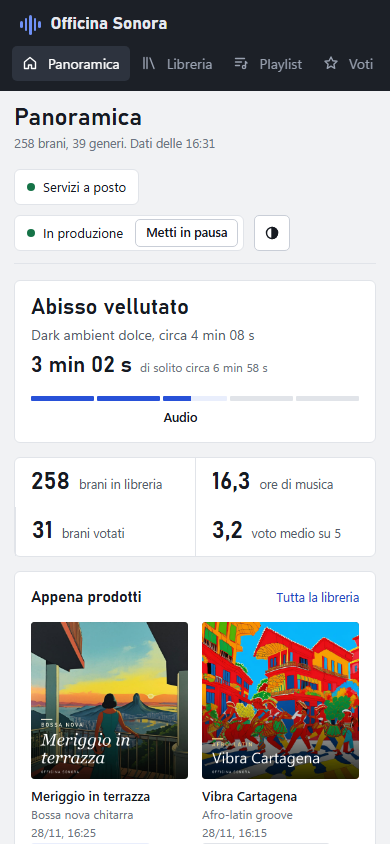 Officina Sonora
Panoramica
Libreria
Playlist
Voti
Panoramica
258 brani, 39 generi. Dati delle 16:31
Servizi a posto
In produzione
Metti in pausa
Abisso vellutato
Dark ambient dolce, circa 4 min 08 s
3 min 02 s di solito circa 6 min 58 s
Audio
258 brani in libreria
16,3 ore di musica
31 brani votati
3,2 voto medio su 5
Appena prodotti
Tutta la libreria
BOSSA NOVA
Meriggio in
terrazza
OFFICINA SONORA
Vibra Cartagena
OFFICINA SONORA
Meriggio in terrazza
Bossa nova chitarra
28/11, 16:25
Vibra Cartagena
Afro-latin groove
28/11, 16:15